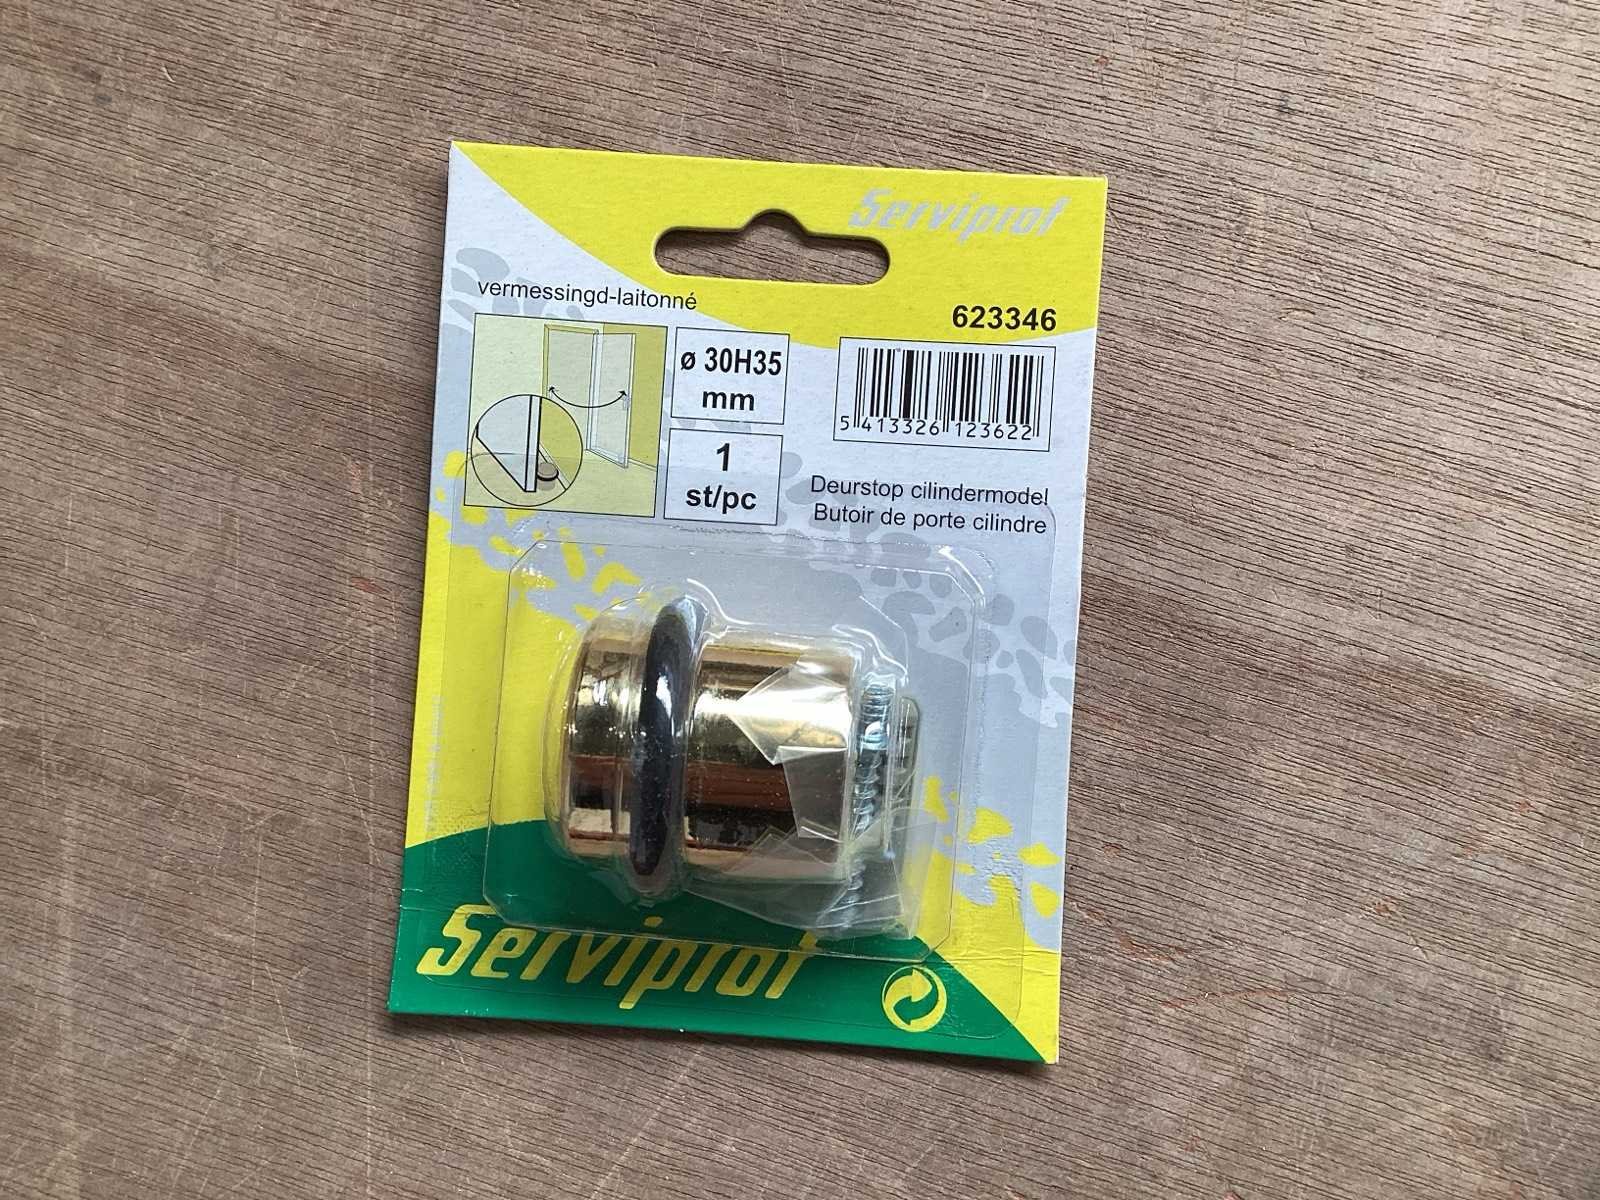 Serviprof
vermessingd-laitonné
623346
ø 30H35
mm
5 413326 123622
1
st/pc
Deurstop cilindermodel
Butoir de porte cilindre
Serviprof